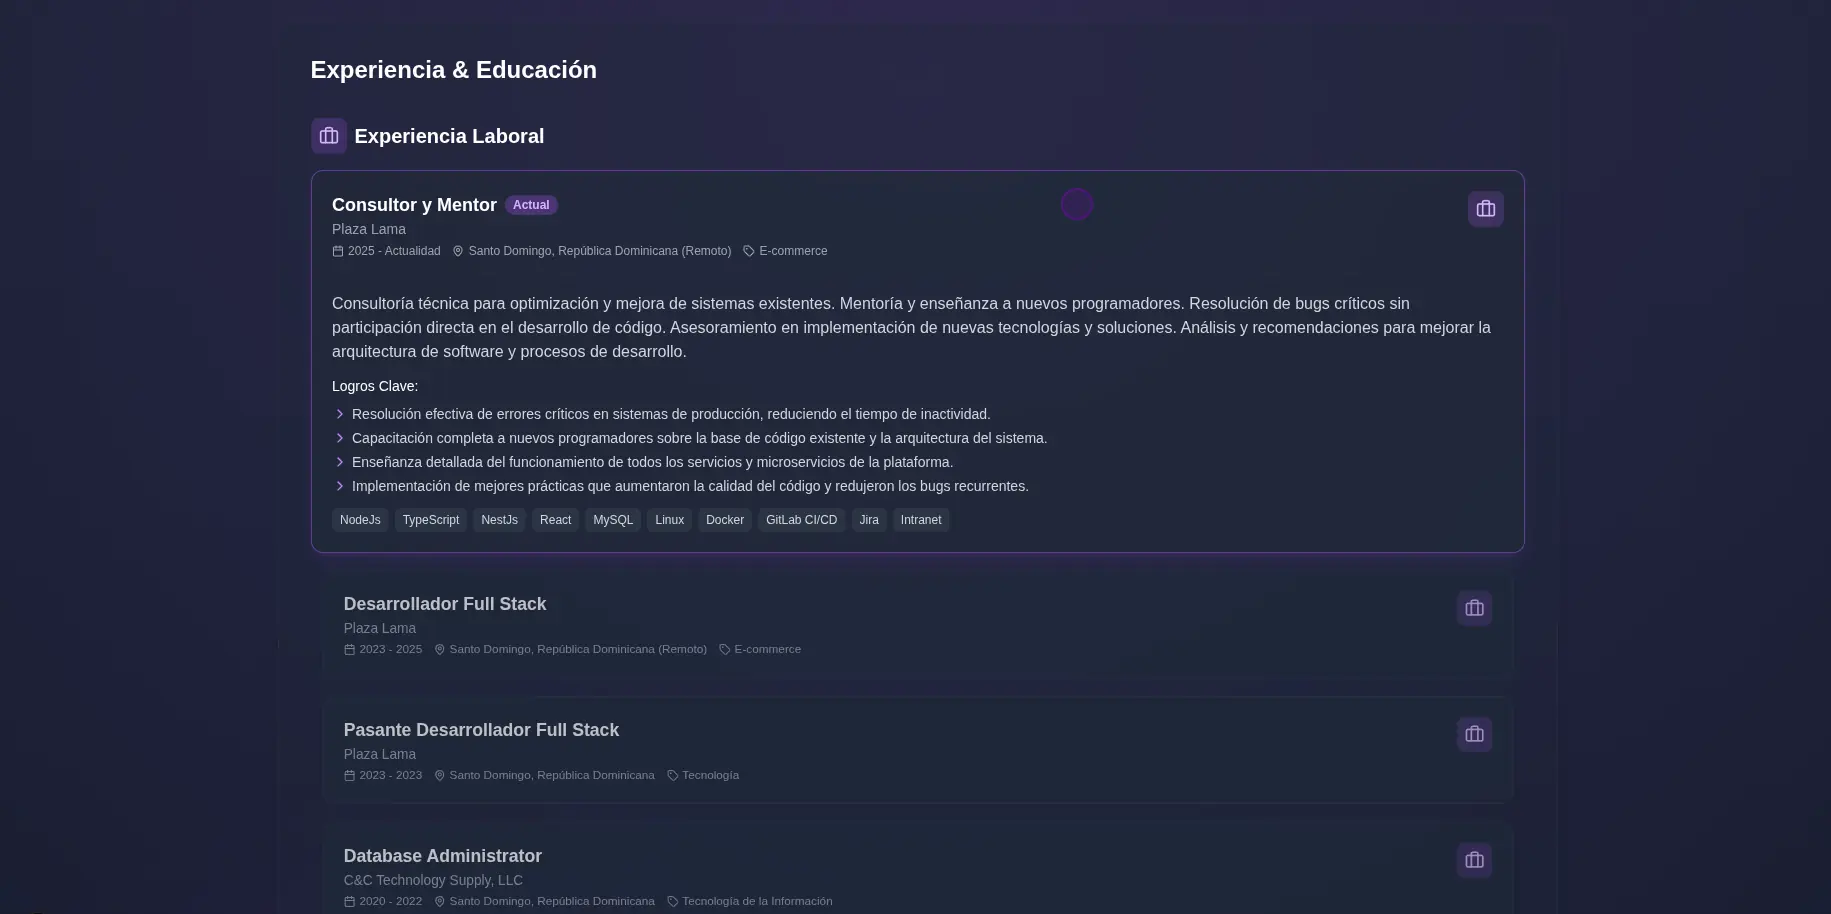 Experiencia & Educación
Experiencia Laboral
Consultor y Mentor Actual
Plaza Lama
2025 - Actualidad Santo Domingo, República Dominicana (Remoto) E-commerce
Consultoría técnica para optimización y mejora de sistemas existentes. Mentoría y enseñanza a nuevos programadores. Resolución de bugs críticos sin
participación directa en el desarrollo de código. Asesoramiento en implementación de nuevas tecnologías y soluciones. Análisis y recomendaciones para mejorar la
arquitectura de software y procesos de desarrollo.
Logros Clave:
Resolución efectiva de errores críticos en sistemas de producción, reduciendo el tiempo de inactividad.
Capacitación completa a nuevos programadores sobre la base de código existente y la arquitectura del sistema.
Enseñanza detallada del funcionamiento de todos los servicios y microservicios de la plataforma.
Implementación de mejores prácticas que aumentaron la calidad del código y redujeron los bugs recurrentes.
NodeJs TypeScript NestJs React MySQL Linux Docker GitLab CI/CD Jira Intranet
Desarrollador Full Stack
Plaza Lama
2023 - 2025 Santo Domingo, República Dominicana (Remoto) E-commerce
Pasante Desarrollador Full Stack
Plaza Lama
2023 - 2023 Santo Domingo, República Dominicana Tecnología
Database Administrator
C&C Technology Supply, LLC
2020 - 2022 Santo Domingo, República Dominicana Tecnología de la Información